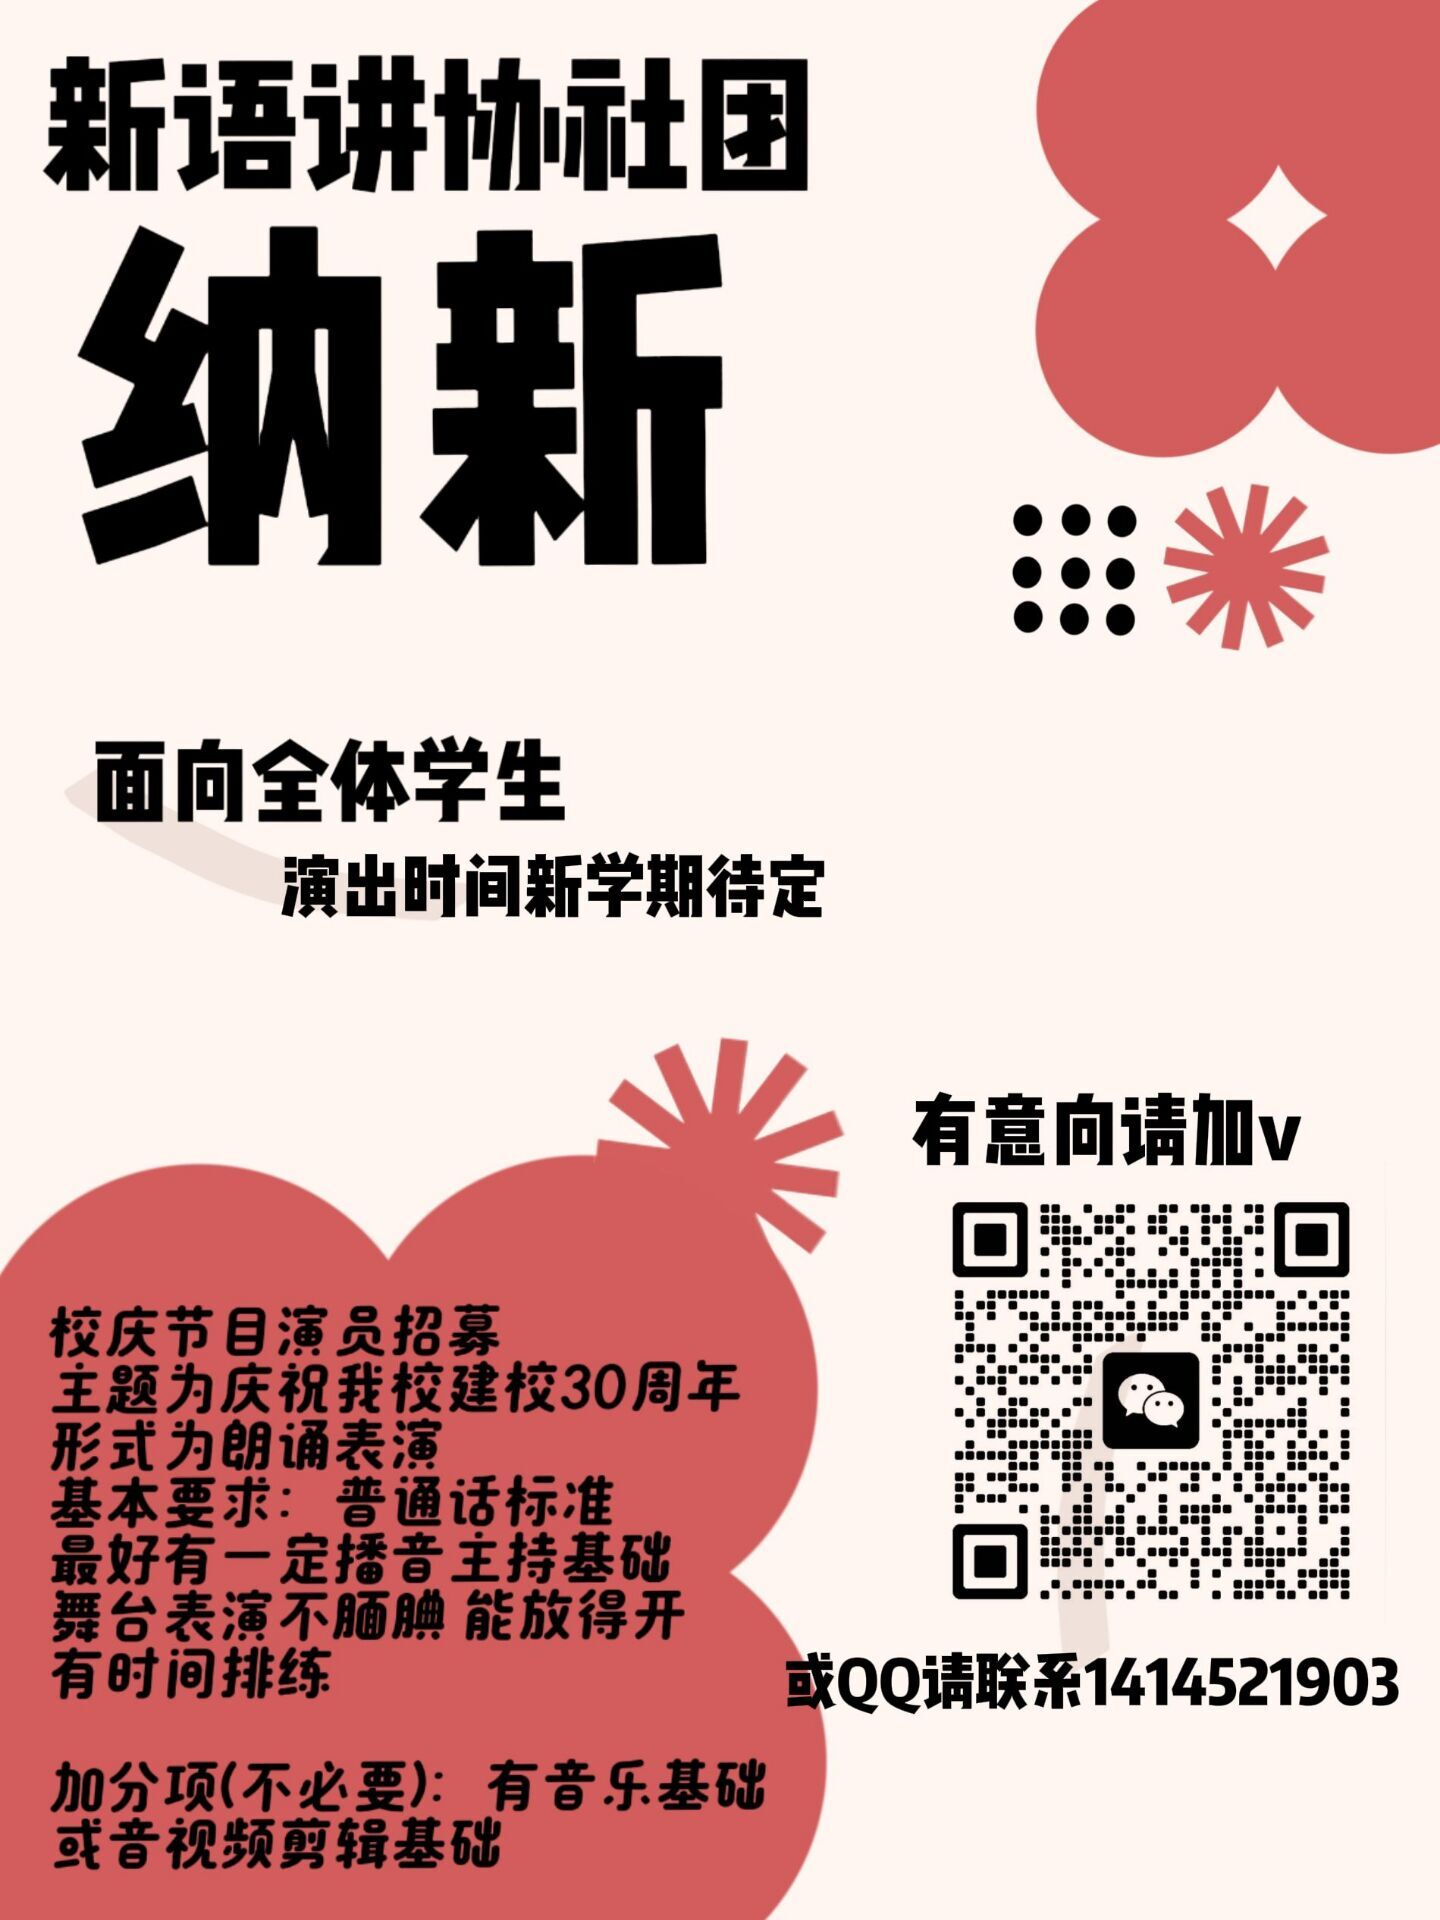 新语讲协社团
纳新
面向全体学生
演出时间新学期待定
有意向请加v
校庆节目演员招募
主题为庆祝我校建校30周年
形式为朗诵表演
基本要求：普通话标准
最好有一定播音主持基础
舞台表演不腼腆 能放得开
有时间排练
或QQ请联系1414521903
加分项(不必要)：有音乐基础
或音视频剪辑基础